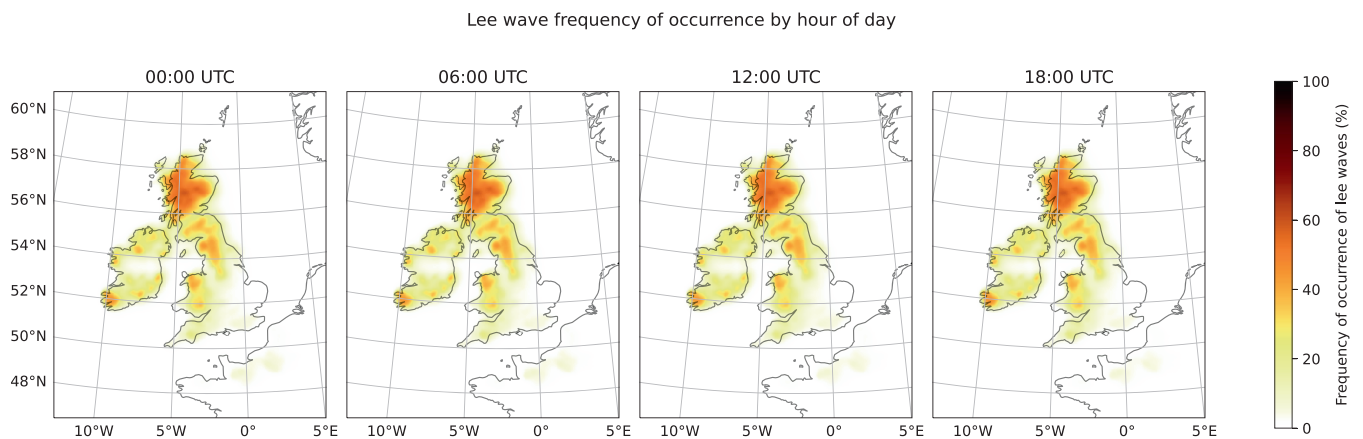 Lee wave frequency of occurrence by hour of day
00:00 UTC
06:00 UTC
12:00 UTC
18:00 UTC
60°N
58°N
56°N
54°N
52°N
50°N
48°N
10°W 5°W 0° 5°E
10°W 5°W 0° 5°E
10°W 5°W 0° 5°E
10°W 5°W 0° 5°E
100
80
60
40
20
0
Frequency of occurrence of lee waves (%)